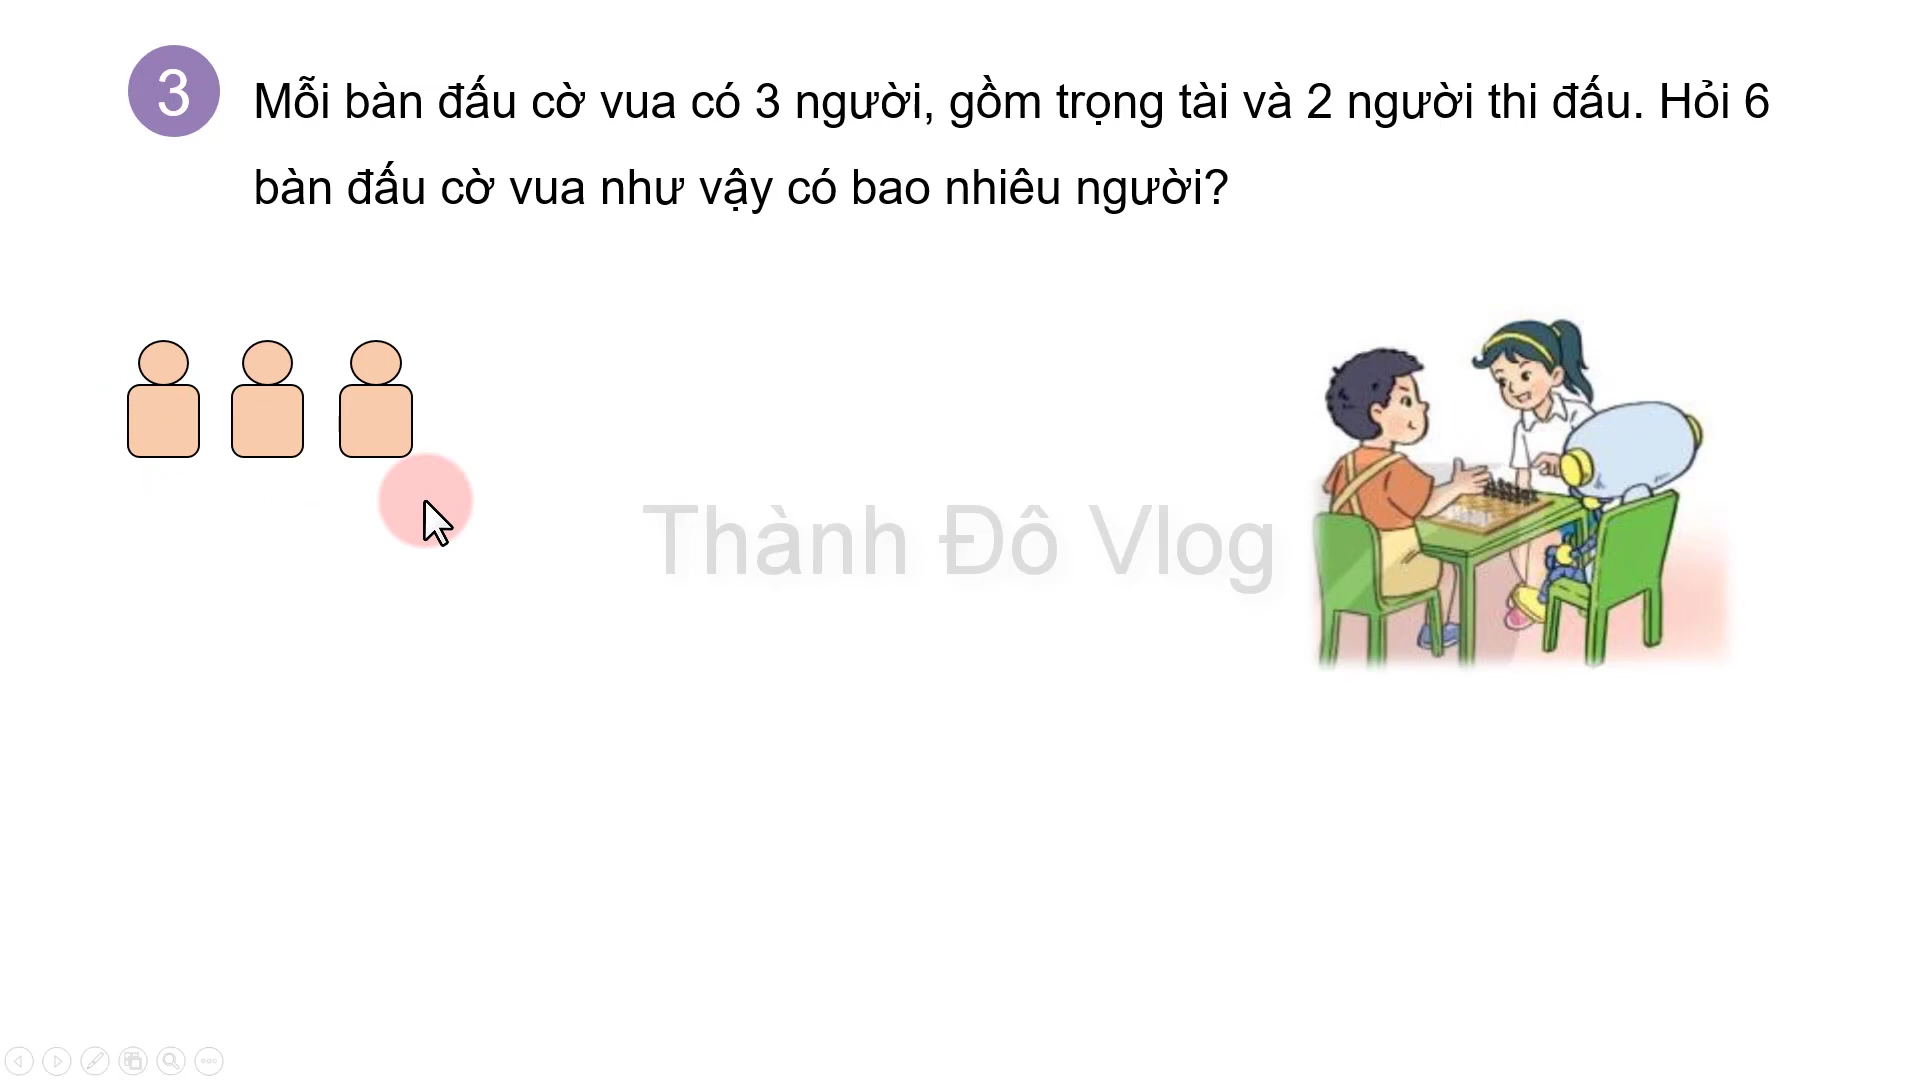 3
Mỗi bàn đấu cờ vua có 3 người, gồm trọng tài và 2 người thi đấu. Hỏi 6
bàn đấu cờ vua như vậy có bao nhiêu người?
Thành Đô Vlog